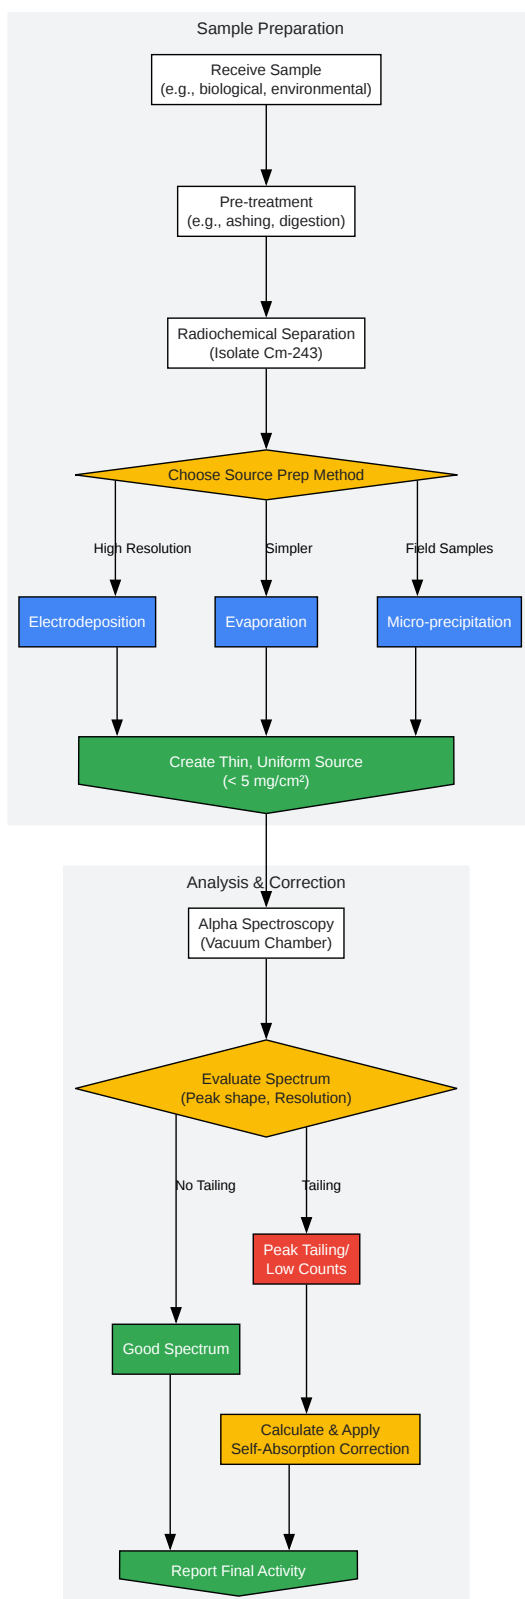 Sample Preparation
Receive Sample
(e.g., biological, environmental)
Pre-treatment
(e.g., ashing, digestion)
Radiochemical Separation
(Isolate Cm-243)
Choose Source Prep Method
High Resolution
Simpler
Field Samples
Electrodeposition
Evaporation
Micro-precipitation
Create Thin, Uniform Source
(< 5 mg/cm²)
Analysis & Correction
Alpha Spectroscopy
(Vacuum Chamber)
Evaluate Spectrum
(Peak shape, Resolution)
No Tailing
Tailing
Peak Tailing/
Low Counts
Good Spectrum
Calculate & Apply
Self-Absorption Correction
Report Final Activity